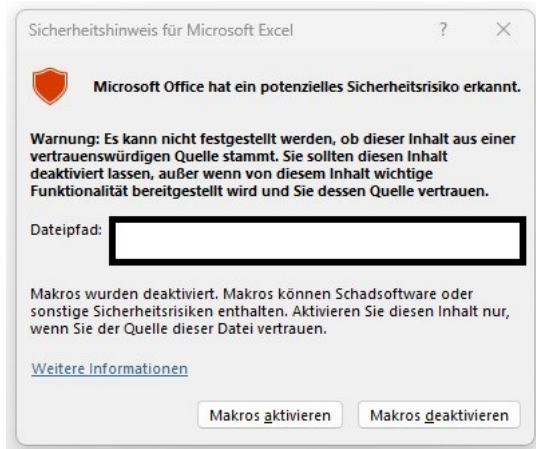 Sicherheitshinweis für Microsoft Excel ? ×
Microsoft Office hat ein potenzielles Sicherheitsrisiko erkannt.
Warnung: Es kann nicht festgestellt werden, ob dieser Inhalt aus einer
vertrauenswürdigen Quelle stammt. Sie sollten diesen Inhalt
deaktiviert lassen, außer wenn von diesem Inhalt wichtige
Funktionalität bereitgestellt wird und Sie dessen Quelle vertrauen.
Dateipfad:
Makros wurden deaktiviert. Makros können Schadsoftware oder
sonstige Sicherheitsrisiken enthalten. Aktivieren Sie diesen Inhalt nur,
wenn Sie der Quelle dieser Datei vertrauen.
Weitere Informationen
Makros aktivieren Makros deaktivieren